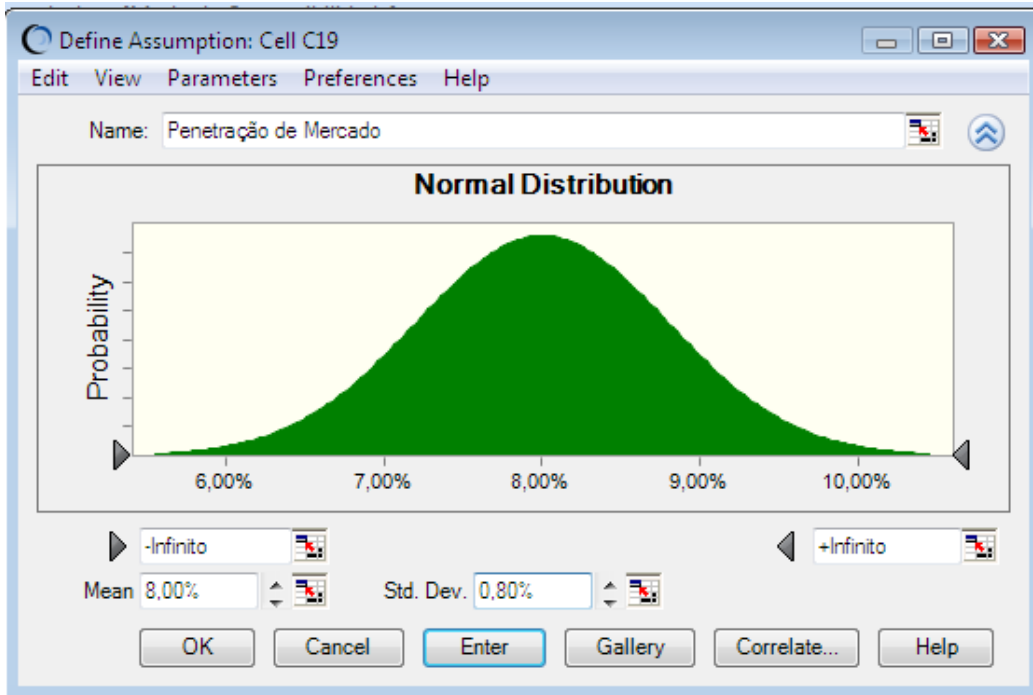 Define Assumption: Cell C19
Edit View Parameters Preferences Help
Name: Penetração de Mercado
Normal Distribution
Probability
6,00% 7,00% 8,00% 9,00% 10,00%
-Infinito +Infinito
Mean 8,00% Std. Dev. 0,80%
OK Cancel Enter Gallery Correlate... Help